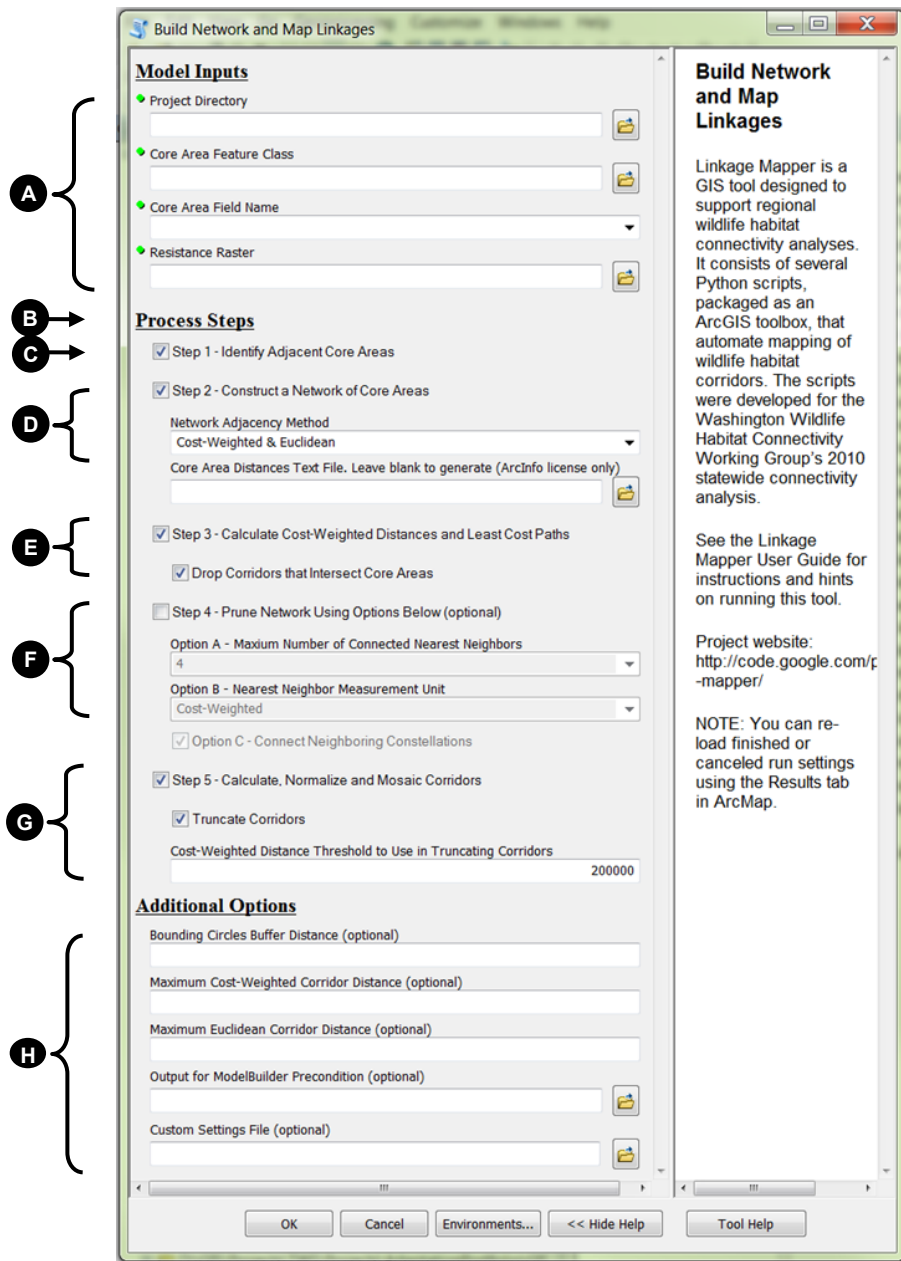 Customize Windows Help
Build Network and Map Linkages
Model Inputs
A
Project Directory
Core Area Feature Class
Core Area Field Name
Resistance Raster
B
Process Steps
C
Step 1 - Identify Adjacent Core Areas
Step 2 - Construct a Network of Core Areas
D
Network Adjacency Method
Cost-Weighted & Euclidean
Core Area Distances Text File. Leave blank to generate (ArcInfo license only)
E
Step 3 - Calculate Cost-Weighted Distances and Least Cost Paths
Drop Corridors that Intersect Core Areas
Step 4 - Prune Network Using Options Below (optional)
F
Option A - Maxium Number of Connected Nearest Neighbors
4
Option B - Nearest Neighbor Measurement Unit
Cost-Weighted
Option C - Connect Neighboring Constellations
Step 5 - Calculate, Normalize and Mosaic Corridors
G
Truncate Corridors
Cost-Weighted Distance Threshold to Use in Truncating Corridors
200000
Additional Options
Bounding Circles Buffer Distance (optional)
Maximum Cost-Weighted Corridor Distance (optional)
Maximum Euclidean Corridor Distance (optional)
H
Output for ModelBuilder Precondition (optional)
Custom Settings File (optional)
OK
Cancel
Environments...
<< Hide Help
Build Network
and Map
Linkages
Linkage Mapper is a
GIS tool designed to
support regional
wildlife habitat
connectivity analyses.
It consists of several
Python scripts,
packaged as an
ArcGIS toolbox, that
automate mapping of
wildlife habitat
corridors. The scripts
were developed for the
Washington Wildlife
Habitat Connectivity
Working Group's 2010
statewide connectivity
analysis.
See the Linkage
Mapper User Guide for
instructions and hints
on running this tool.
Project website:
http://code.google.com/p
-mapper/
NOTE: You can re-
load finished or
canceled run settings
using the Results tab
in ArcMap.
Tool Help